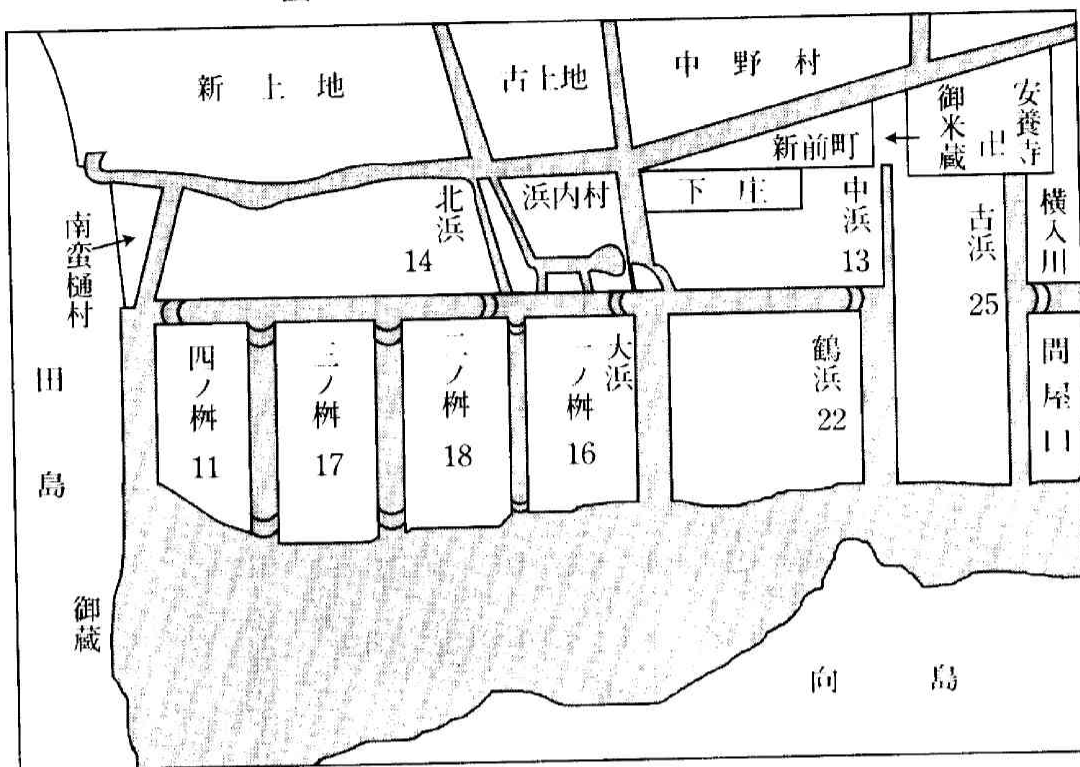 新上地
古上地
中野村
安養寺
卍
御米蔵
新前町
下庄
浜内村
北浜
14
中浜
13
古浜
25
横入川
南蛮樋村
四ノ桝
11
三ノ桝
17
二ノ桝
18
一ノ桝
16
大浜
鶴浜
22
問屋口
田島
御蔵
向島